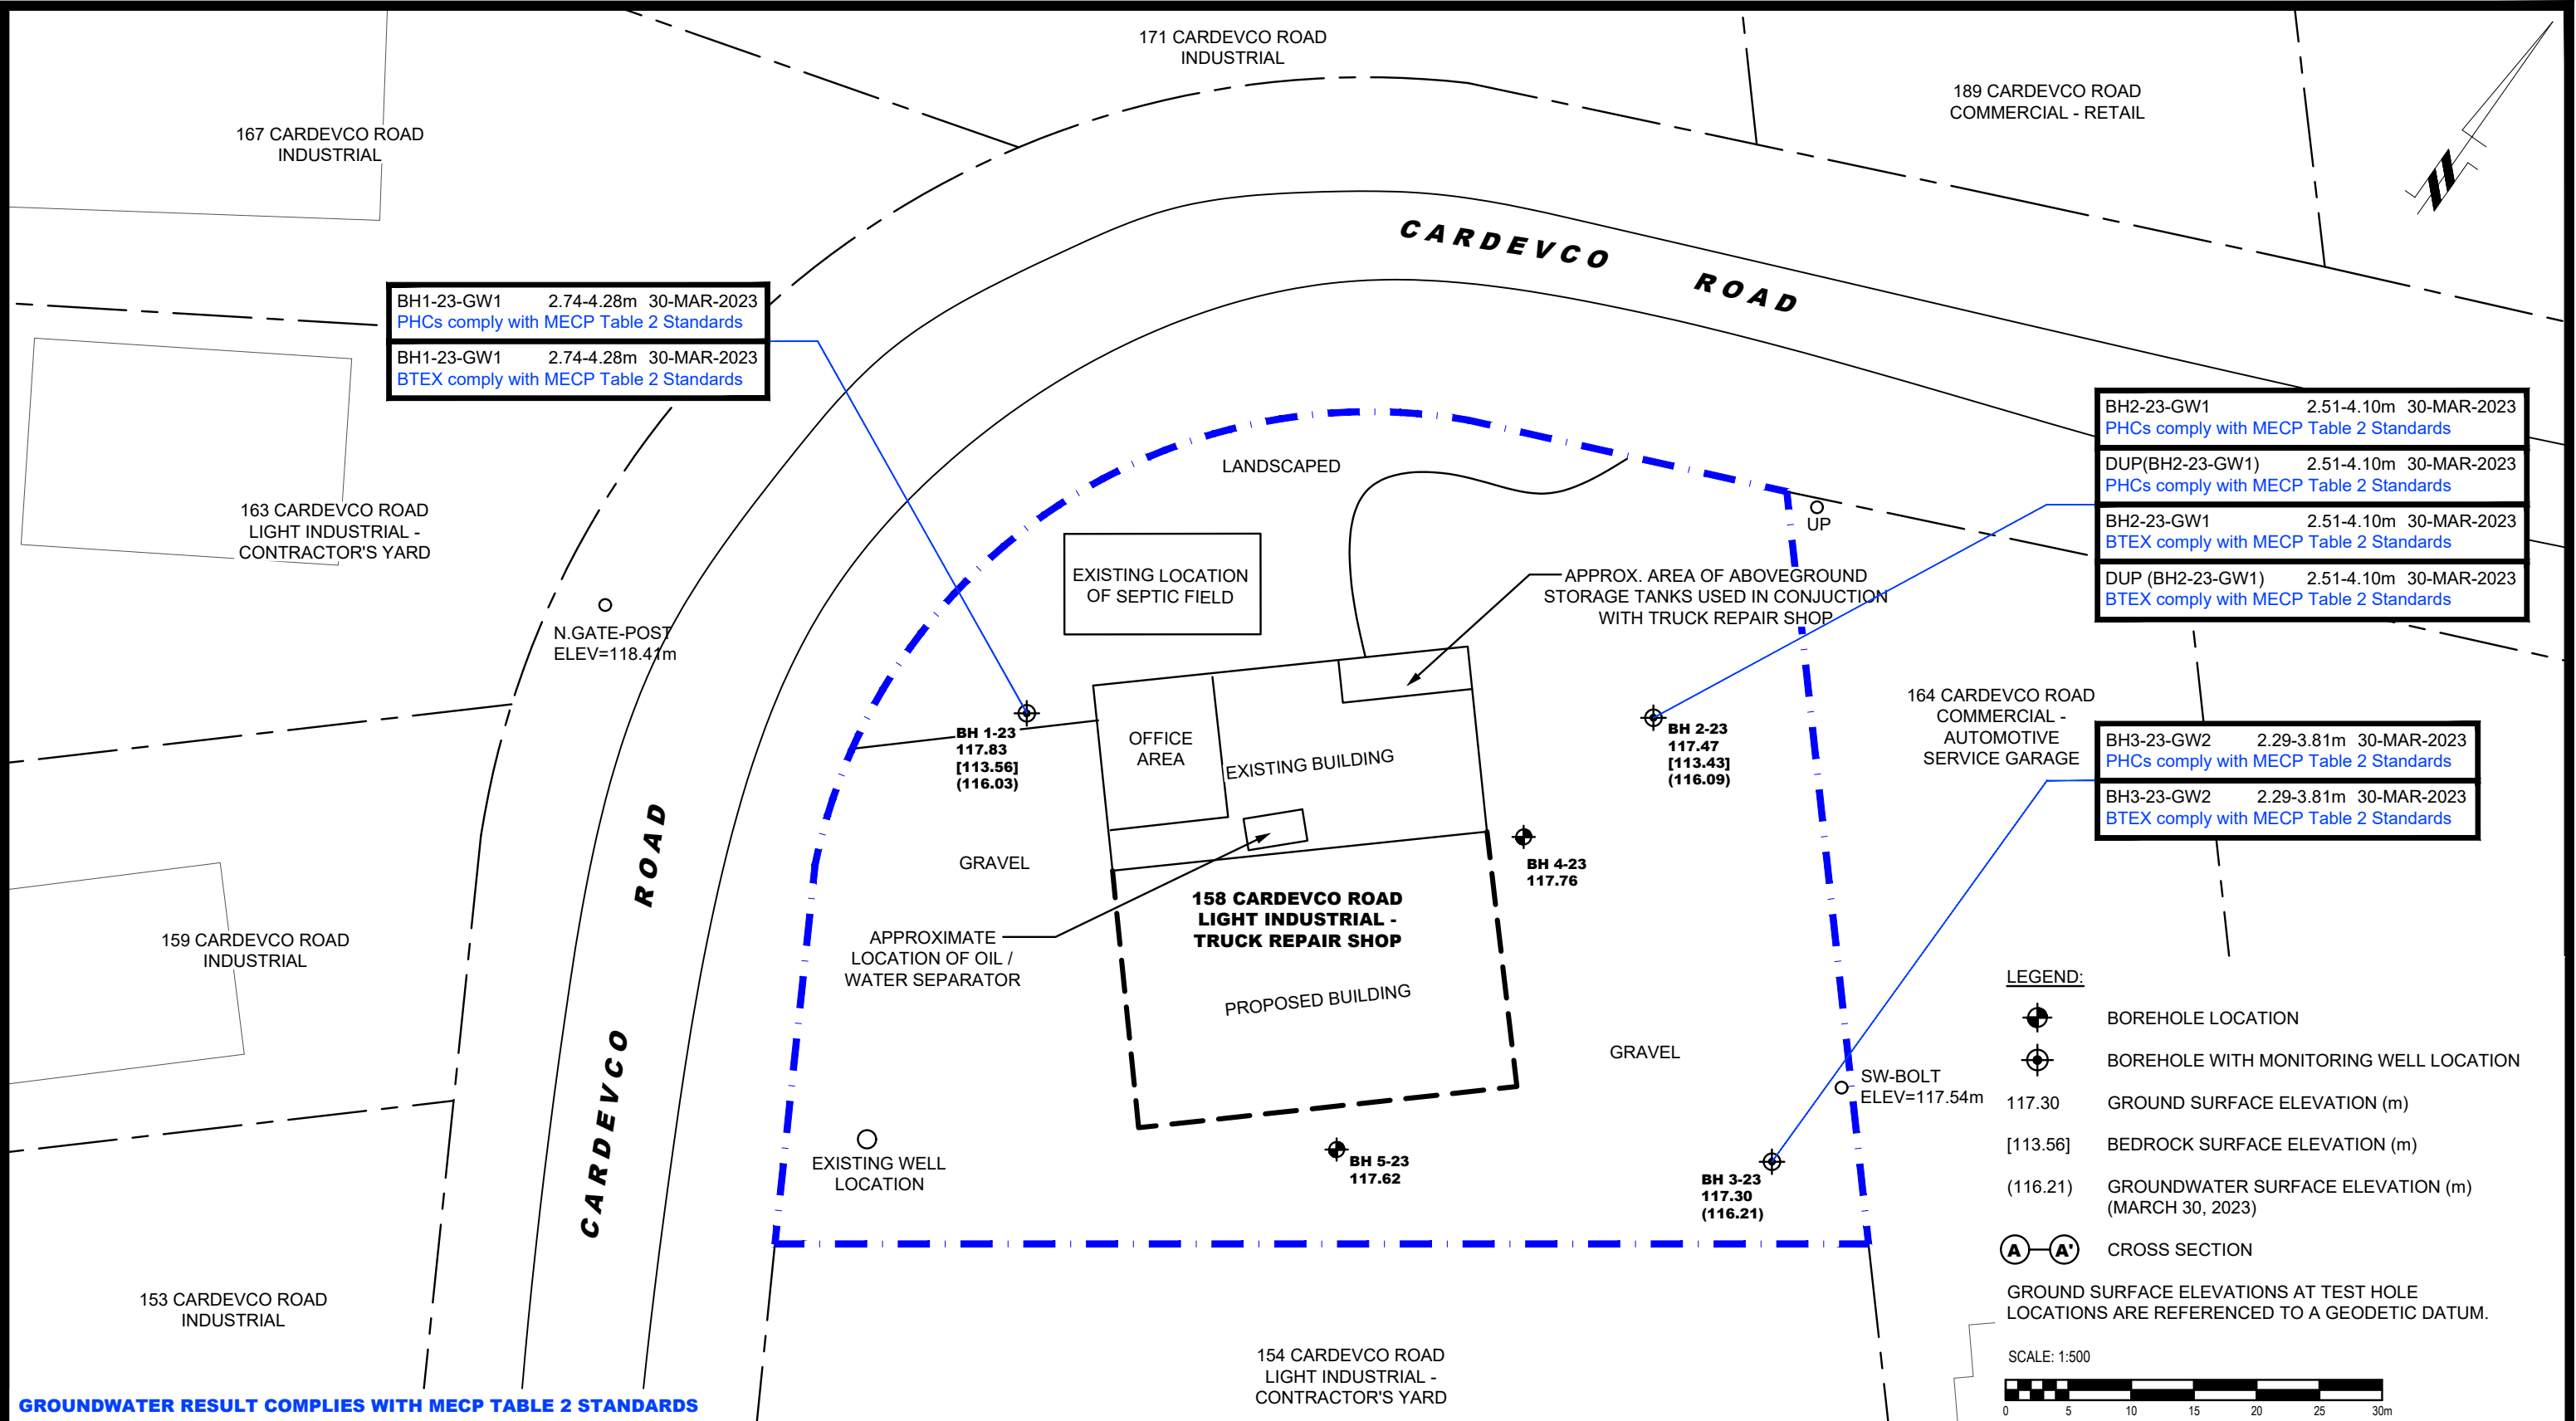 171 CARDEVCO ROAD
INDUSTRIAL
189 CARDEVCO ROAD
COMMERCIAL - RETAIL
167 CARDEVCO ROAD
INDUSTRIAL
CARDEVCO ROAD
BH1-23-GW1 2.74-4.28m 30-MAR-2023
PHCs comply with MECP Table 2 Standards
BH1-23-GW1 2.74-4.28m 30-MAR-2023
BTEX comply with MECP Table 2 Standards
BH2-23-GW1 2.51-4.10m 30-MAR-2023
PHCs comply with MECP Table 2 Standards
DUP(BH2-23-GW1) 2.51-4.10m 30-MAR-2023
PHCs comply with MECP Table 2 Standards
BH2-23-GW1 2.51-4.10m 30-MAR-2023
BTEX comply with MECP Table 2 Standards
DUP (BH2-23-GW1) 2.51-4.10m 30-MAR-2023
BTEX comply with MECP Table 2 Standards
LANDSCAPED
163 CARDEVCO ROAD
LIGHT INDUSTRIAL -
CONTRACTOR'S YARD
UP
EXISTING LOCATION
OF SEPTIC FIELD
APPROX. AREA OF ABOVEGROUND
STORAGE TANKS USED IN CONJUCTION
WITH TRUCK REPAIR SHOP
N.GATE-POST
ELEV=118.41m
164 CARDEVCO ROAD
COMMERCIAL -
AUTOMOTIVE
SERVICE GARAGE
BH3-23-GW2 2.29-3.81m 30-MAR-2023
PHCs comply with MECP Table 2 Standards
BH3-23-GW2 2.29-3.81m 30-MAR-2023
BTEX comply with MECP Table 2 Standards
BH 1-23
117.83
[113.56]
(116.03)
OFFICE
AREA
EXISTING BUILDING
BH 2-23
117.47
[113.43]
(116.09)
GRAVEL
BH 4-23
117.76
158 CARDEVCO ROAD
LIGHT INDUSTRIAL -
TRUCK REPAIR SHOP
APPROXIMATE
LOCATION OF OIL /
WATER SEPARATOR
PROPOSED BUILDING
159 CARDEVCO ROAD
INDUSTRIAL
CARDEVCO ROAD
GRAVEL
SW-BOLT
ELEV=117.54m
EXISTING WELL
LOCATION
BH 5-23
117.62
BH 3-23
117.30
(116.21)
153 CARDEVCO ROAD
INDUSTRIAL
154 CARDEVCO ROAD
LIGHT INDUSTRIAL -
CONTRACTOR'S YARD
LEGEND:
BOREHOLE LOCATION
BOREHOLE WITH MONITORING WELL LOCATION
117.30 GROUND SURFACE ELEVATION (m)
[113.56] BEDROCK SURFACE ELEVATION (m)
(116.21) GROUNDWATER SURFACE ELEVATION (m)
(MARCH 30, 2023)
A A' CROSS SECTION
GROUND SURFACE ELEVATIONS AT TEST HOLE
LOCATIONS ARE REFERENCED TO A GEODETIC DATUM.
SCALE: 1:500
0 5 10 15 20 25 30m
GROUNDWATER RESULT COMPLIES WITH MECP TABLE 2 STANDARDS